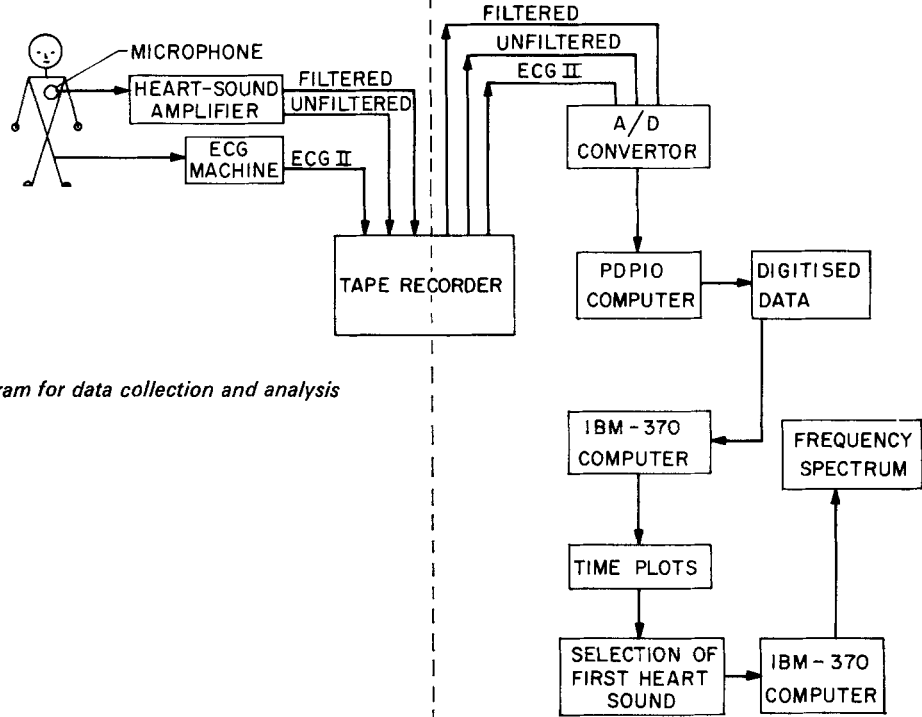 MICROPHONE
HEART-SOUND
AMPLIFIER
FILTERED
UNFILTERED
ECG
MACHINE
ECG II
TAPE RECORDER
FILTERED
UNFILTERED
ECG II
A/D
CONVERTOR
PDP10
COMPUTER
DIGITISED
DATA
IBM-370
COMPUTER
FREQUENCY
SPECTRUM
TIME PLOTS
SELECTION OF
FIRST HEART
SOUND
IBM-370
COMPUTER
ram for data collection and analysis